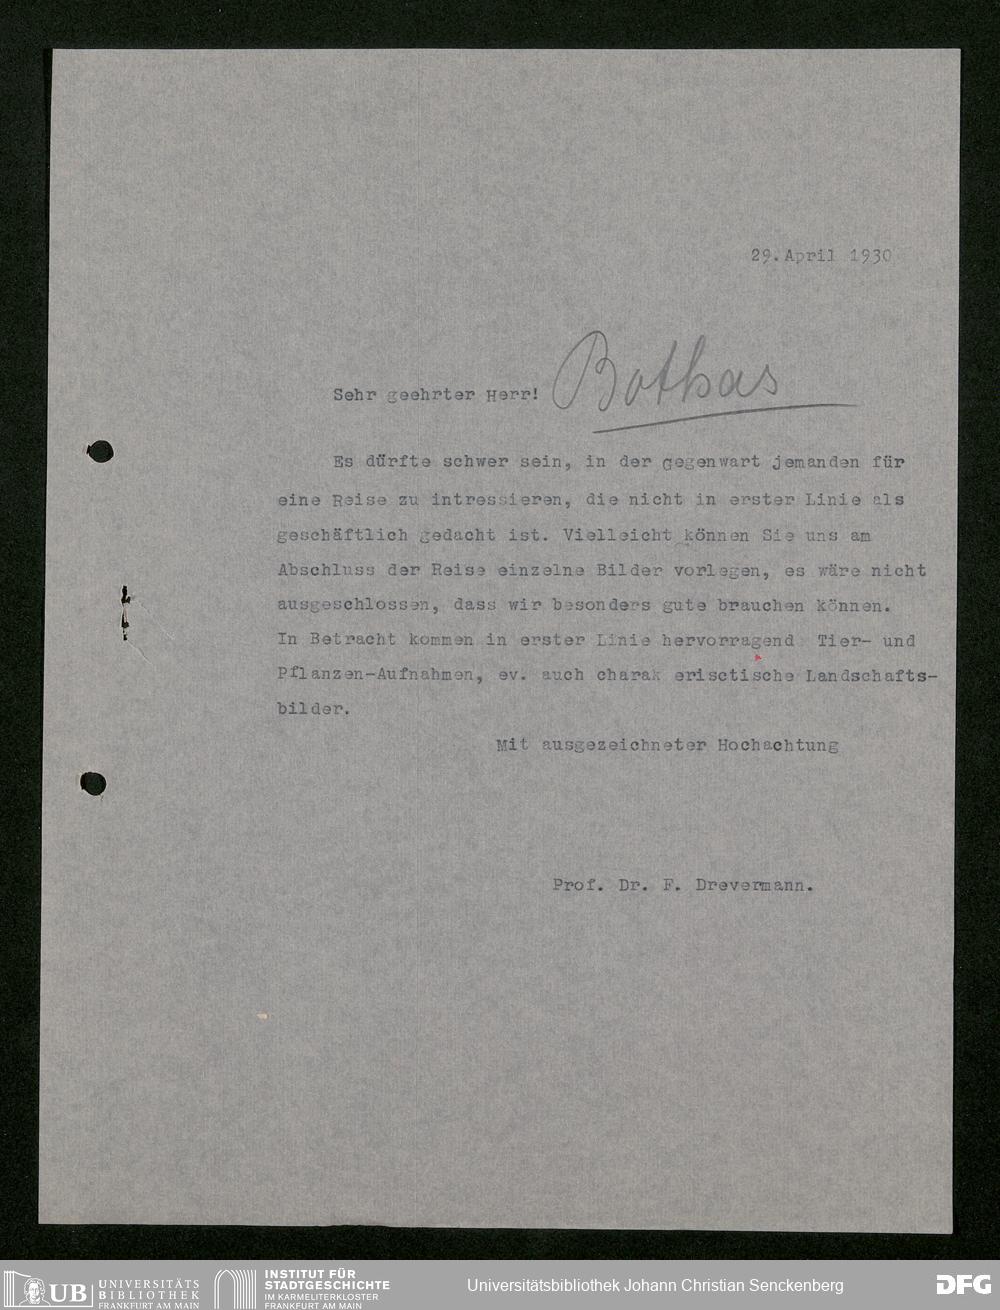 29.April 1930
Sehr geehrter Herr! Bothas
Es dürfte schwer sein, in der gegenwart jemanden für
eine Reise zu intressieren, die nicht in erster Linie als
geschäftlich gedacht ist. Vielleicht können Sie uns am
Abschluss der Reise einzelne Bilder vorlegen, es wäre nicht
ausgeschlossen, dass wir besonders gute brauchen können.
In Betracht kommen in erster Linie hervorragend Tier- und
Pflanzen-Aufnahmen, ev. auch charak erisctische Landschafts-
bilder.
Mit ausgezeichneter Hochachtung
Prof. Dr. F. Drevermann.
UB UNIVERSITÄTS
BIBLIOTHEK
FRANKFURT AM MAIN
INSTITUT FÜR
STADTGESCHICHTE
IM KARMELITERKLOSTER
FRANKFURT AM MAIN
Universitätsbibliothek Johann Christian Senckenberg
DFG